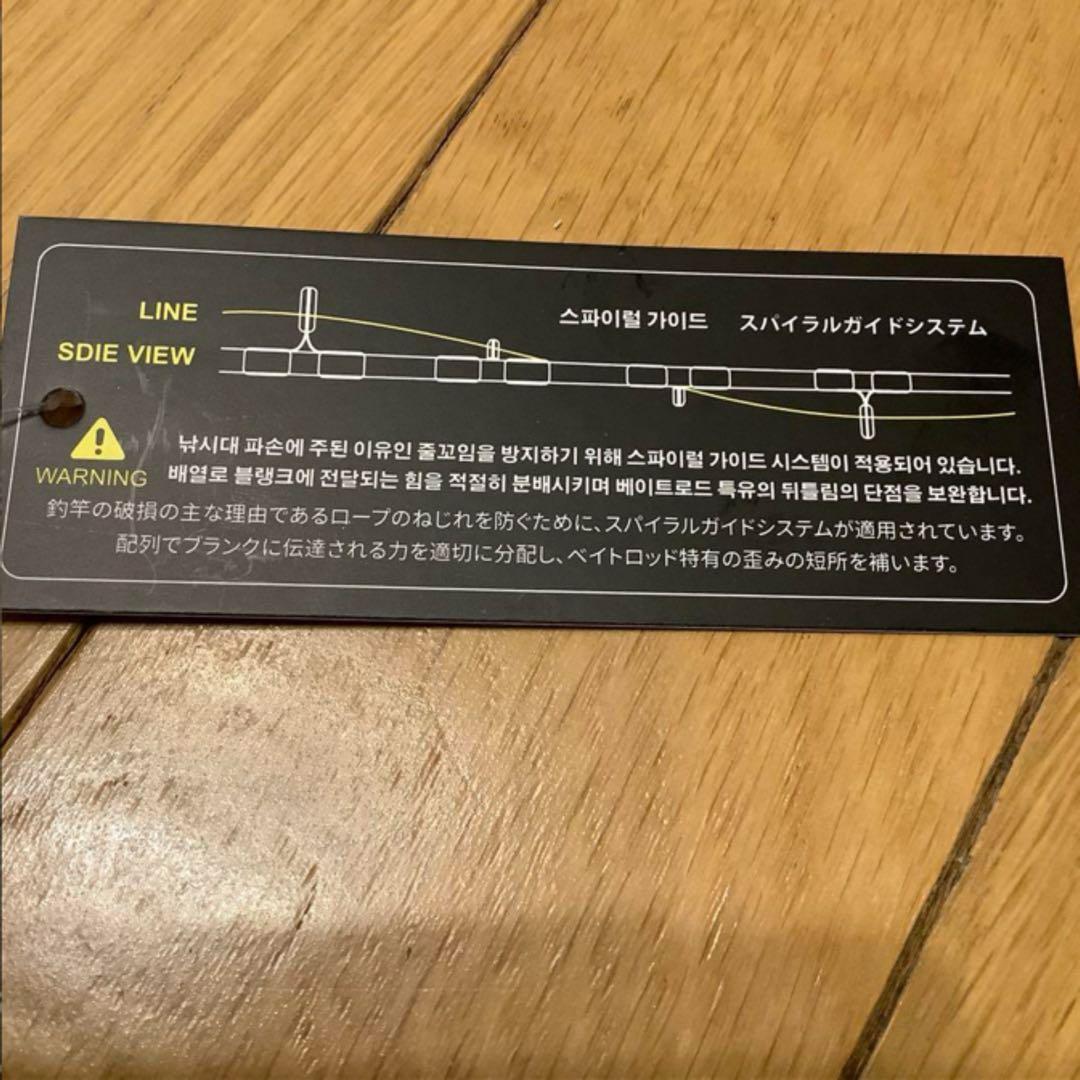 LINE
스파이럴 가이드 スパイラルガイドシステム
SDIE VIEW
WARNING
낚시대 파손에 주된 이유인 줄꼬임을 방지하기 위해 스파이럴 가이드 시스템이 적용되어 있습니다.
배열로 블랭크에 전달되는 힘을 적절히 분배시키며 베이트로드 특유의 뒤틀림의 단점을 보완합니다.
釣竿の破損の主な理由であるロープのねじれを防ぐために、スパイラルガイドシステムが適用されています。
配列でブランクに伝達される力を適切に分配し、ベイトロッド特有の歪みの短所を補います。